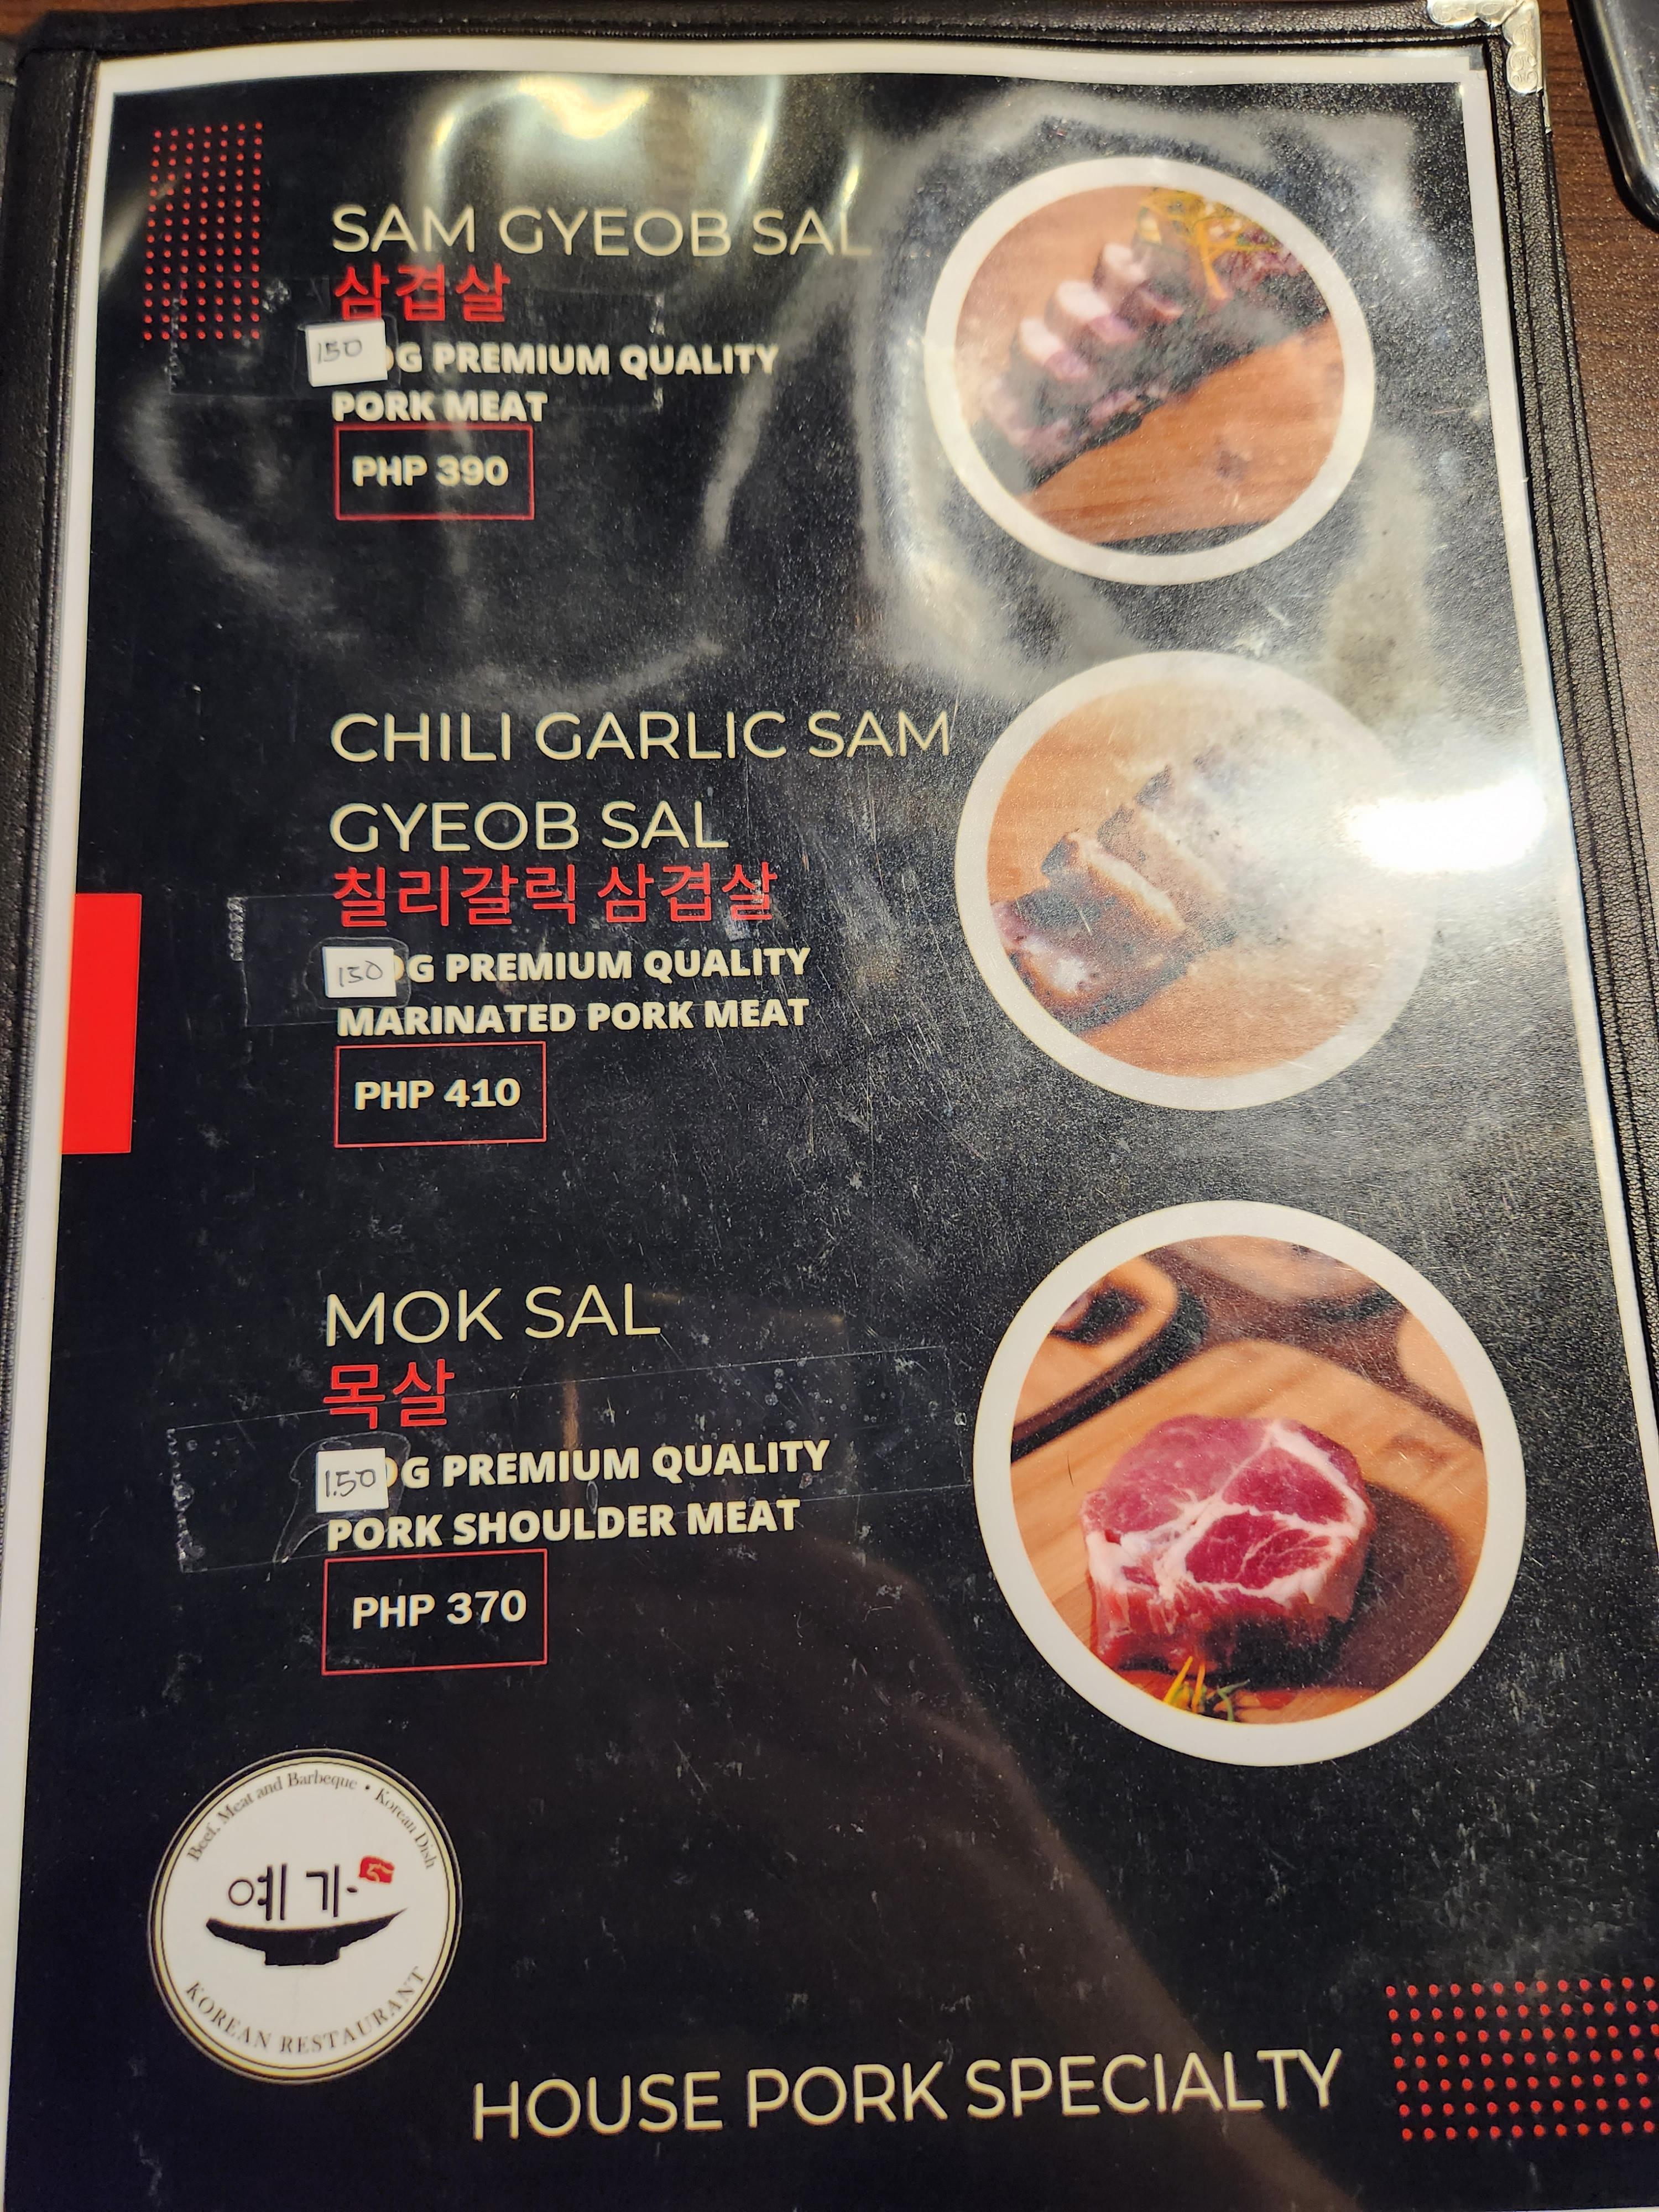 SAM GYEOB SAL
삼겹살
150 0G PREMIUM QUALITY
PORK MEAT
PHP 390
CHILI GARLIC SAM
GYEOB SAL
칠리갈릭 삼겹살
150 0G PREMIUM QUALITY
MARINATED PORK MEAT
PHP 410
MOK SAL
목살
150 0G PREMIUM QUALITY
PORK SHOULDER MEAT
PHP 370
Beef, Meat and Barbeque • Korean Dish
예가
KOREAN RESTAURANT
HOUSE PORK SPECIALTY